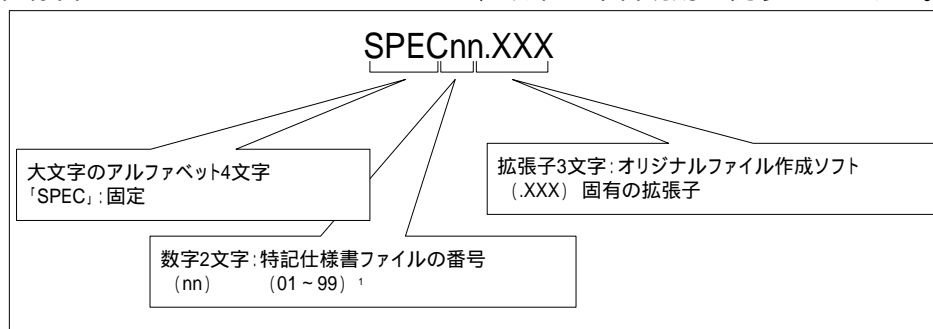 SPECnn.XXX
大文字のアルファベット4文字
「SPEC」:固定
拡張子3文字:オリジナルファイル作成ソフト
(.XXX) 固有の拡張子
数字2文字:特記仕様書ファイルの番号
(nn) (01~99) 1